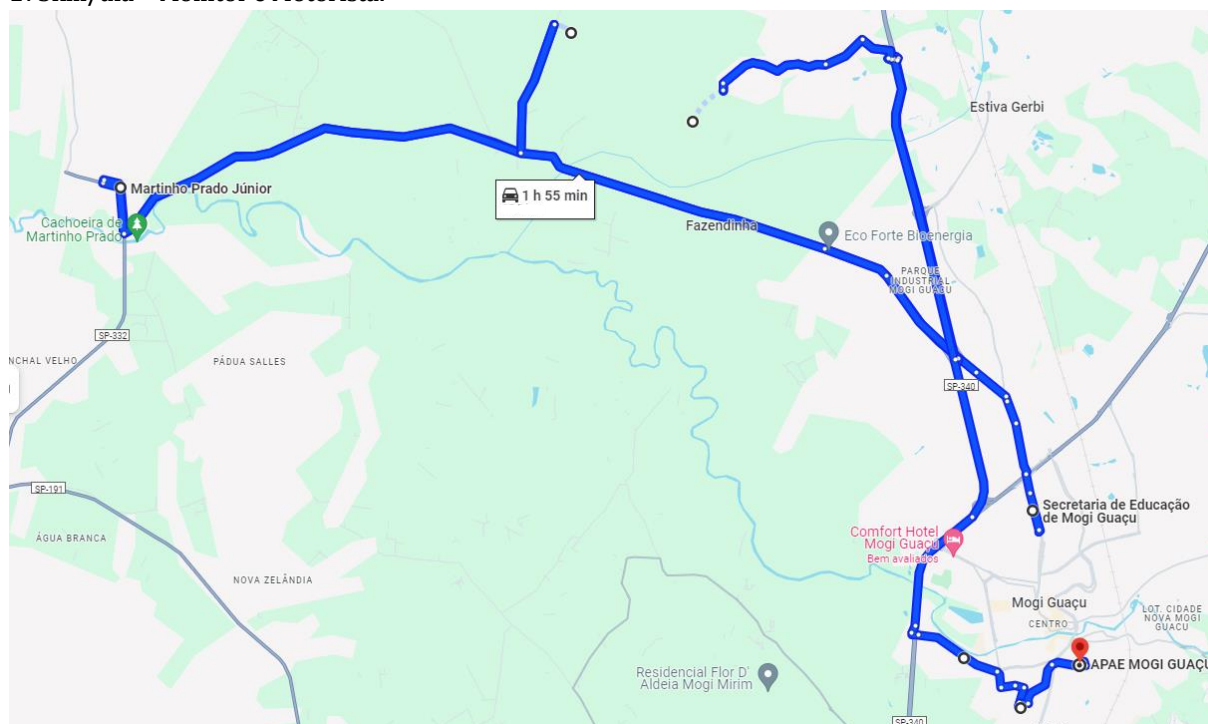 Estiva Gerbi
Martinho Prado Júnior
1 h 55 min
Cachoeira de
Martinho Prado
Fazendinha
Eco Forte Bioenergia
PARQUE
INDUSTRIAL
MOGI GUAÇU
SP-332
NCHAL VELHO
PÁDUA SALLES
SP-340
SP-191
Secretaria de Educação
de Mogi Guaçu
ÁGUA BRANCA
Comfort Hotel
Mogi Guaçu
Bem avaliados
NOVA ZELÂNDIA
Mogi Guaçu
CENTRO
LOT. CIDADE
NOVA MOGI
GUAÇU
APAE MOGI GUAÇU
Residencial Flor D'
Aldeia Mogi Mirim
SP-340